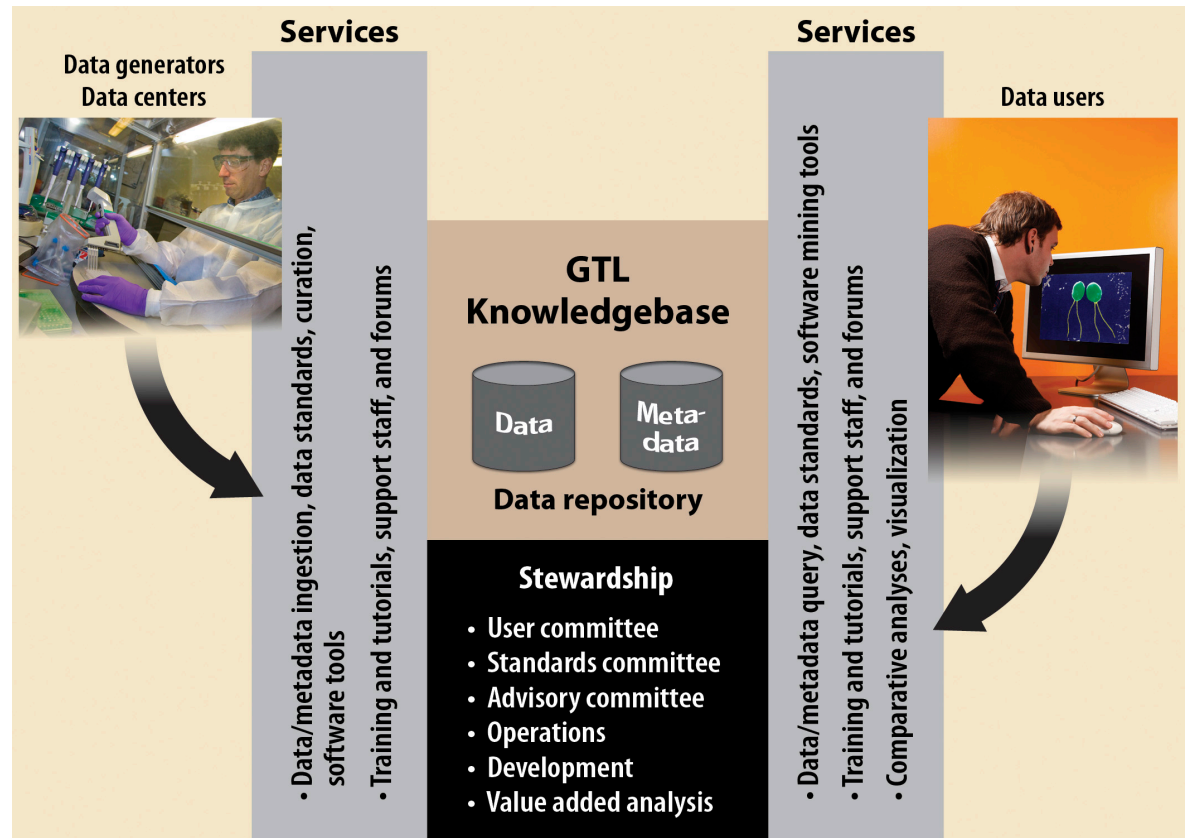 Services
Data generators
Data centers
• Data/metadata ingestion, data standards, curation,
software tools
• Training and tutorials, support staff, and forums
GTL
Knowledgebase
Data
Meta-
data
Data repository
Stewardship
• User committee
• Standards committee
• Advisory committee
• Operations
• Development
• Value added analysis
Services
Data users
• Data/metadata query, data standards, software mining tools
• Training and tutorials, support staff, and forums
• Comparative analyses, visualization